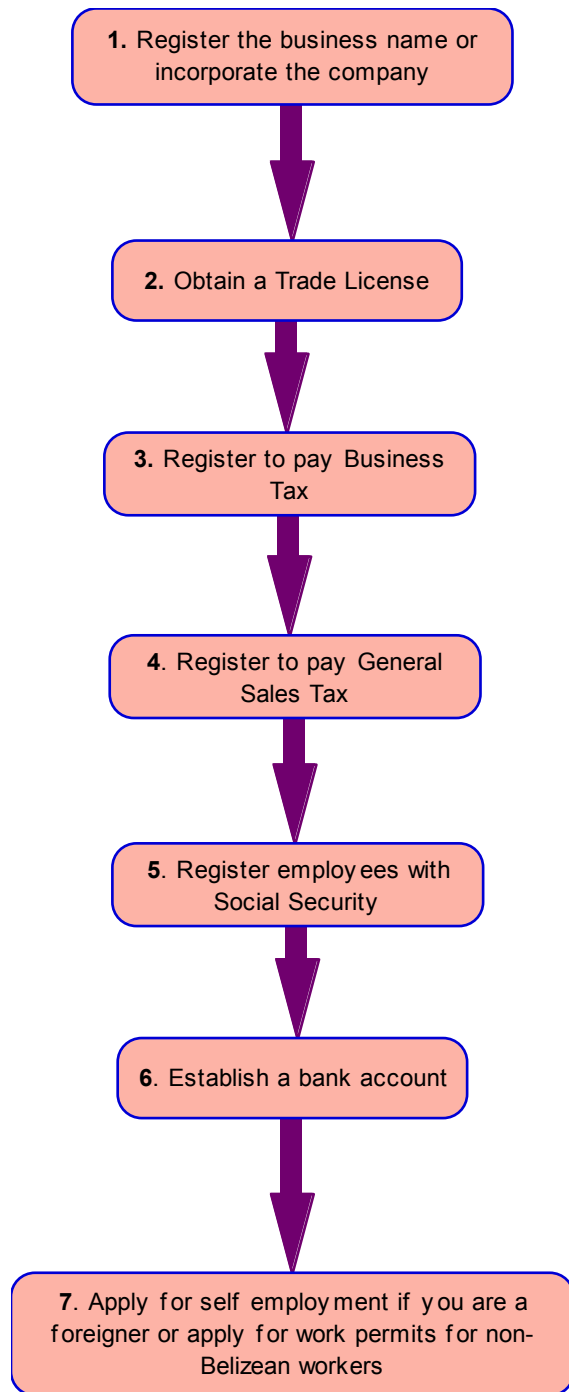 1. Register the business name or
incorporate the company
2. Obtain a Trade License
3. Register to pay Business
Tax
4. Register to pay General
Sales Tax
5. Register employees with
Social Security
6. Establish a bank account
7. Apply for self employment if you are a
foreigner or apply for work permits for non-
Belizean workers